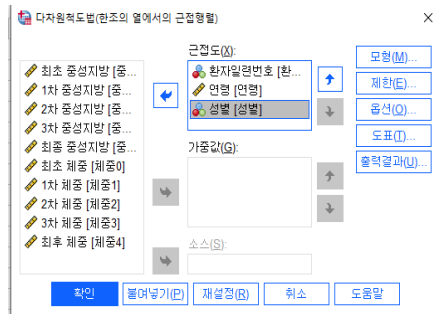 다차원척도법(한조의 열에서의 근접행렬)
근접도(X):
최초 중성지방 [중...
1차 중성지방 [중...
2차 중성지방 [중...
3차 중성지방 [중...
최종 중성지방 [중...
최초 체중 [체중0]
1차 체중 [체중1]
2차 체중 [체중2]
3차 체중 [체중3]
최후 체중 [체중4]
환자일련번호 [환...
연령 [연령]
성별 [성별]
가중값(G):
소스(S):
모형(M)...
제한(E)...
옵션(O)...
도표(T)...
출력결과(U)...
확인
붙여넣기(P)
재설정(R)
취소
도움말